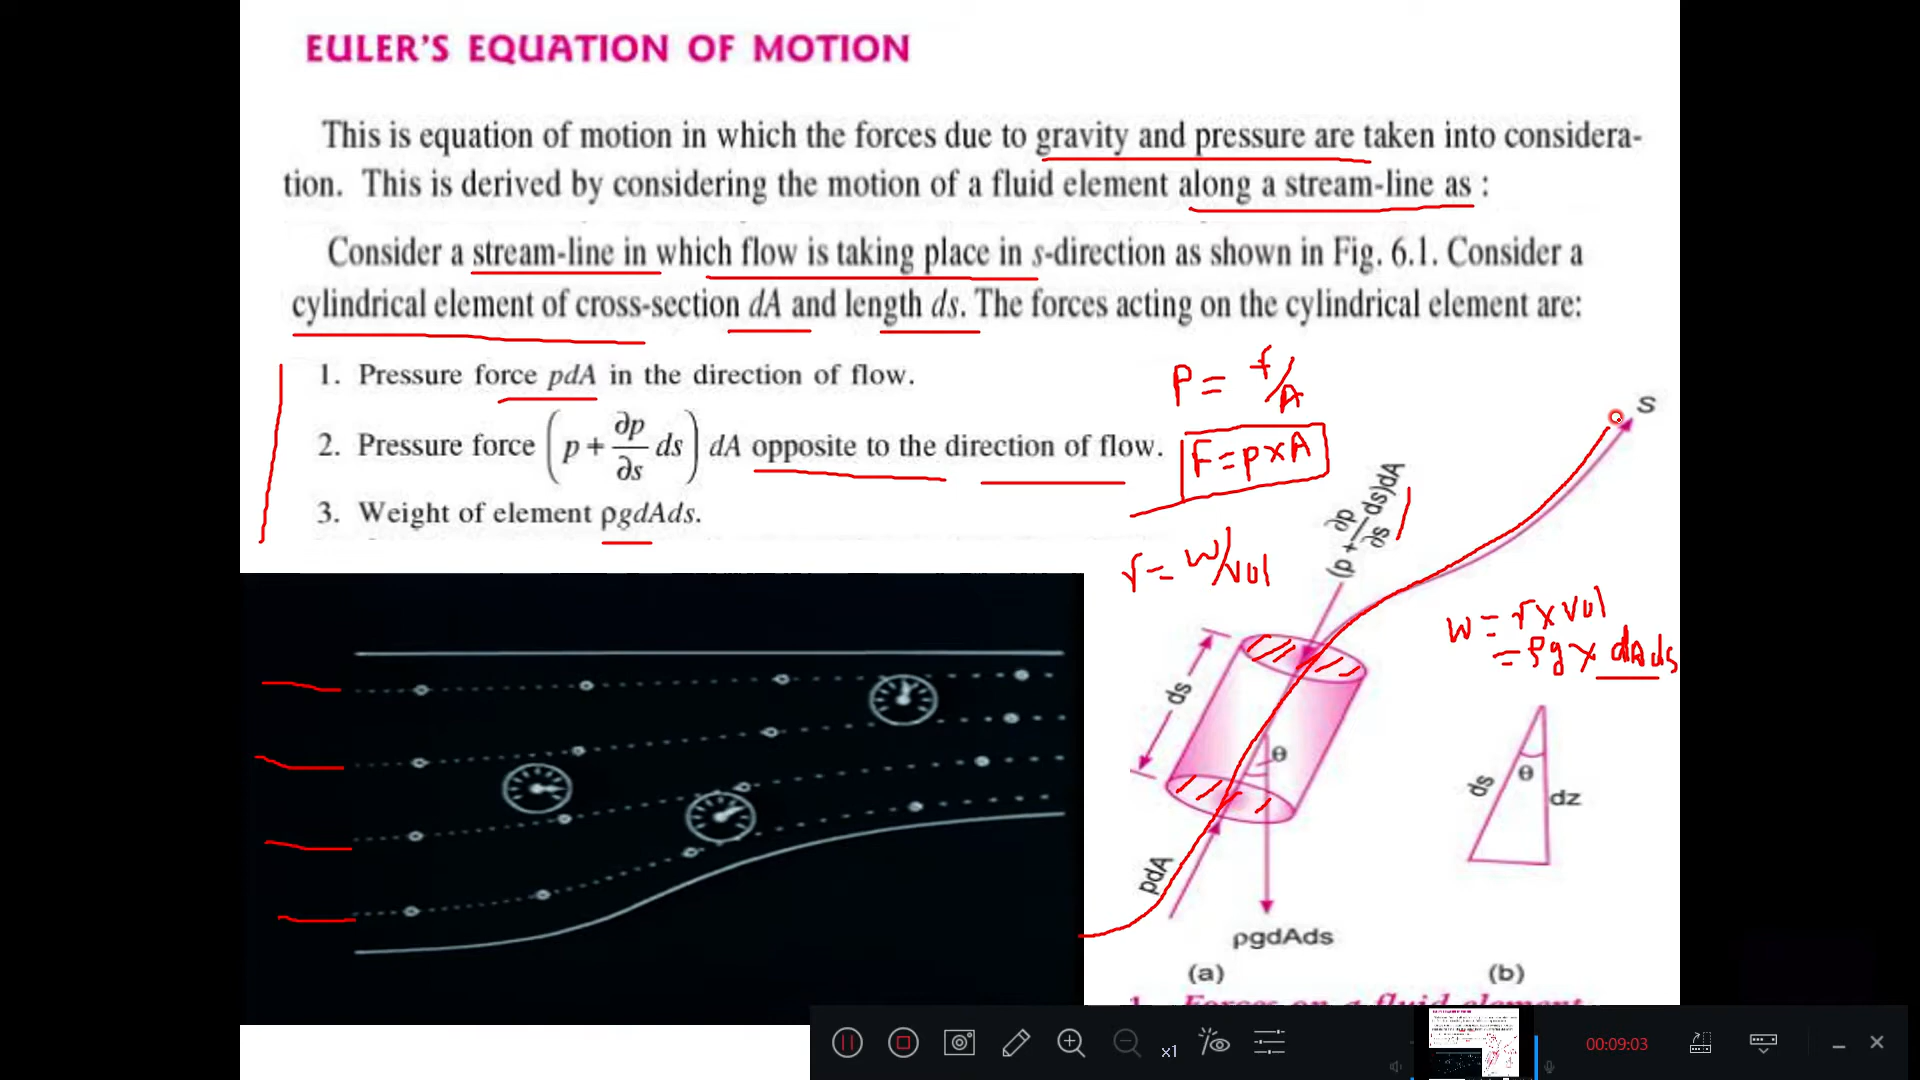 EULER'S EQUATION OF MOTION
This is equation of motion in which the forces due to gravity and pressure are taken into considera-
tion. This is derived by considering the motion of a fluid element along a stream-line as :
Consider a stream-line in which flow is taking place in s-direction as shown in Fig. 6.1. Consider a
cylindrical element of cross-section dA and length ds. The forces acting on the cylindrical element are:
1. Pressure force pdA in the direction of flow.
2. Pressure force (p + ∂p/∂s ds) dA opposite to the direction of flow.
3. Weight of element ρgdAds.
P = f/A
F = P×A
r = W/Vol
W = r × Vol
= ρg × dAds
S
(p + ∂p/∂s ds)dA
ds
θ
pdA
ρgdAds
(a)
ds
θ
dz
(b)
Forces on a fluid element
x1
00:09:03